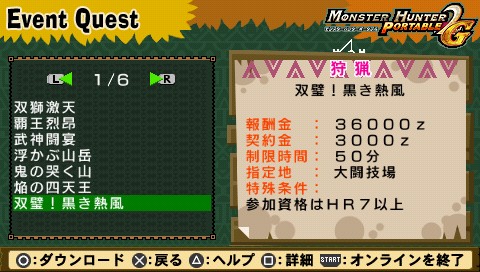 Event Quest
MONSTER HUNTER
PORTABLE 2nd G
L 1/6 R
双獅激天
覇王烈昂
武神闘宴
浮かぶ山岳
鬼の哭く山
焔の四天王
双璧！黒き熱風
狩猟
双璧！黒き熱風
報酬金 ： 36000z
契約金 ： 3000z
制限時間： 50分
指定地 ： 大闘技場
特殊条件：
参加資格はHR7以上
◎:ダウンロード ⊗:戻る △:ヘルプ □:詳細 START:オンラインを終了